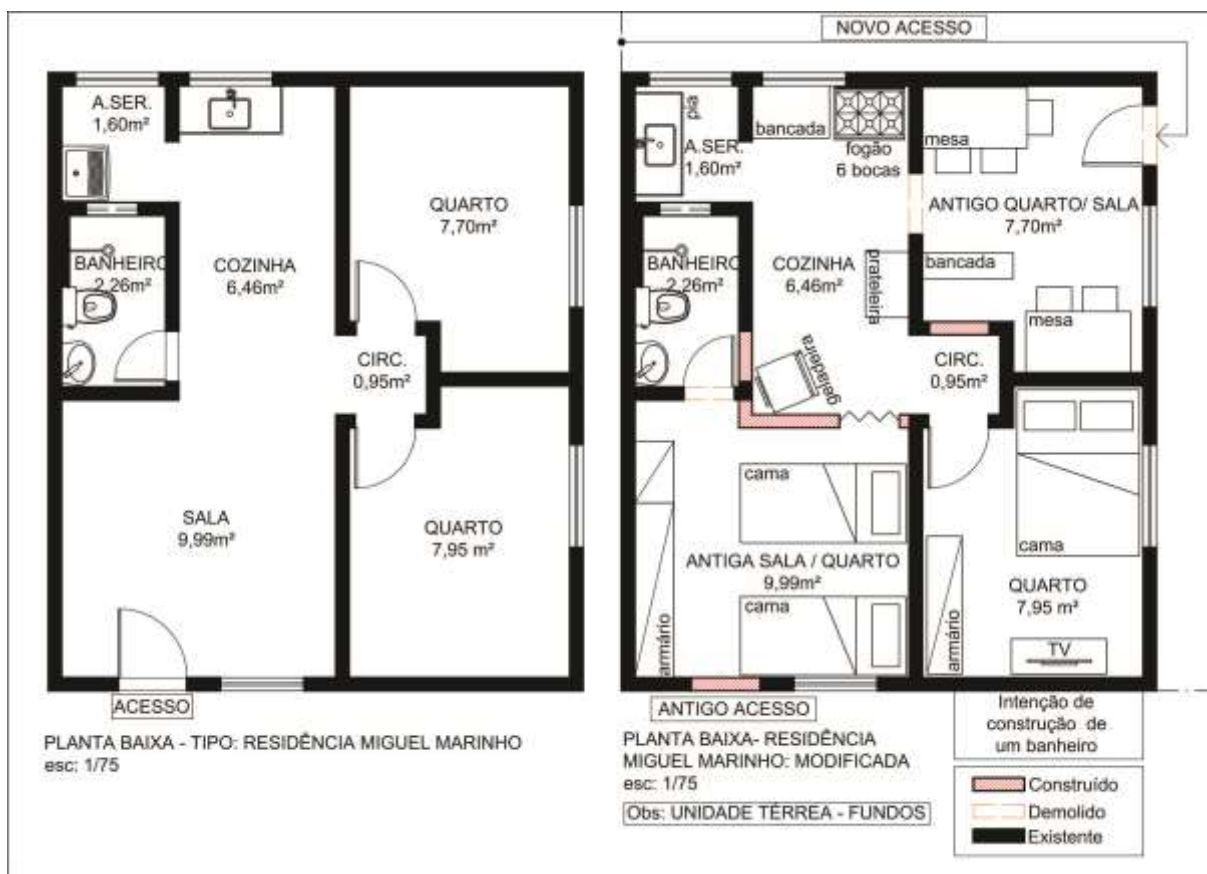 A.SER.
1,60m²
QUARTO
7,70m²
BANHEIRO
2,26m²
COZINHA
6,46m²
CIRC.
0,95m²
SALA
9,99m²
QUARTO
7,95 m²
ACESSO
PLANTA BAIXA - TIPO: RESIDÊNCIA MIGUEL MARINHO
esc: 1/75
NOVO ACESSO
pia
A.SER.
1,60m²
bancada
fogão
6 bocas
mesa
ANTIGO QUARTO/ SALA
7,70m²
BANHEIRO
2,26m²
COZINHA
6,46m²
prateleira
bancada
mesa
geladeira
CIRC.
0,95m²
cama
ANTIGA SALA / QUARTO
9,99m²
cama
armário
cama
QUARTO
7,95 m²
armário
TV
ANTIGO ACESSO
PLANTA BAIXA- RESIDÊNCIA
MIGUEL MARINHO: MODIFICADA
esc: 1/75
Obs: UNIDADE TÉRREA - FUNDOS
Intenção de
construção de
um banheiro
Construído
Demolido
Existente